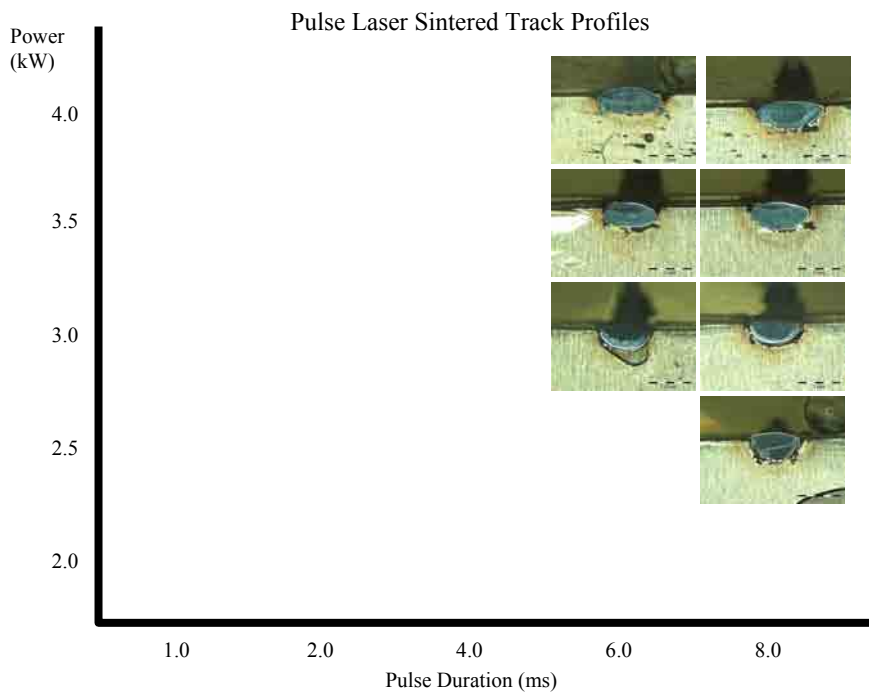 Pulse Laser Sintered Track Profiles
Power
(kW)
4.0
3.5
3.0
2.5
2.0
1.0 2.0 4.0 6.0 8.0
Pulse Duration (ms)